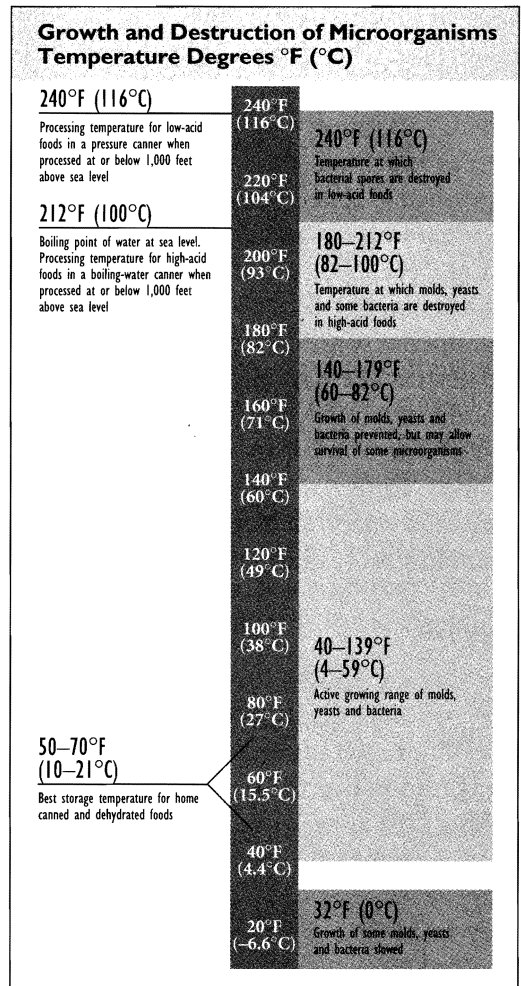 Growth and Destruction of Microorganisms
Temperature Degrees °F (°C)
240°F (116°C)
Processing temperature for low-acid
foods in a pressure canner when
processed at or below 1,000 feet
above sea level
212°F (100°C)
Boiling point of water at sea level.
Processing temperature for high-acid
foods in a boiling-water canner when
processed at or below 1,000 feet
above sea level
50–70°F
(10–21°C)
Best storage temperature for home
canned and dehydrated foods
240°F
(116°C)
220°F
(104°C)
200°F
(93°C)
180°F
(82°C)
160°F
(71°C)
140°F
(60°C)
120°F
(49°C)
100°F
(38°C)
80°F
(27°C)
60°F
(15.5°C)
40°F
(4.4°C)
20°F
(–6.6°C)
240°F (116°C)
Temperature at which
bacterial spores are destroyed
in low-acid foods
180–212°F
(82–100°C)
Temperature at which molds, yeasts
and some bacteria are destroyed
in high-acid foods
140–179°F
(60–82°C)
Growth of molds, yeasts and
bacteria prevented, but may allow
survival of some microorganisms
40–139°F
(4–59°C)
Active growing range of molds,
yeasts and bacteria
32°F (0°C)
Growth of some molds, yeasts
and bacteria slowed